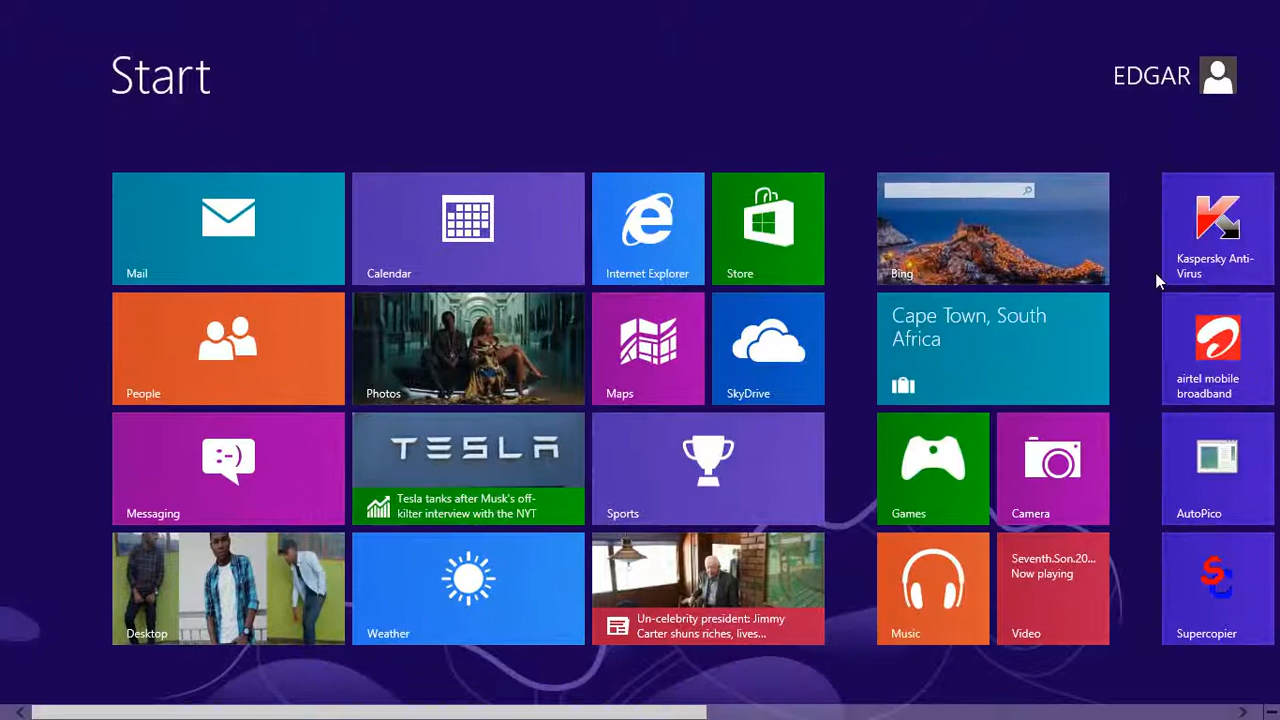 Start
EDGAR
Mail
Calendar
Internet Explorer
Store
Bing
Kaspersky Anti-
Virus
People
Photos
Maps
SkyDrive
Cape Town, South
Africa
airtel mobile
broadband
Messaging
:-)
TESLA
Tesla tanks after Musk's off-
kilter interview with the NYT
Sports
Games
Camera
AutoPico
Desktop
Weather
Un-celebrity president: Jimmy
Carter shuns riches, lives...
Music
Seventh.Son.20...
Now playing
Video
Supercopier